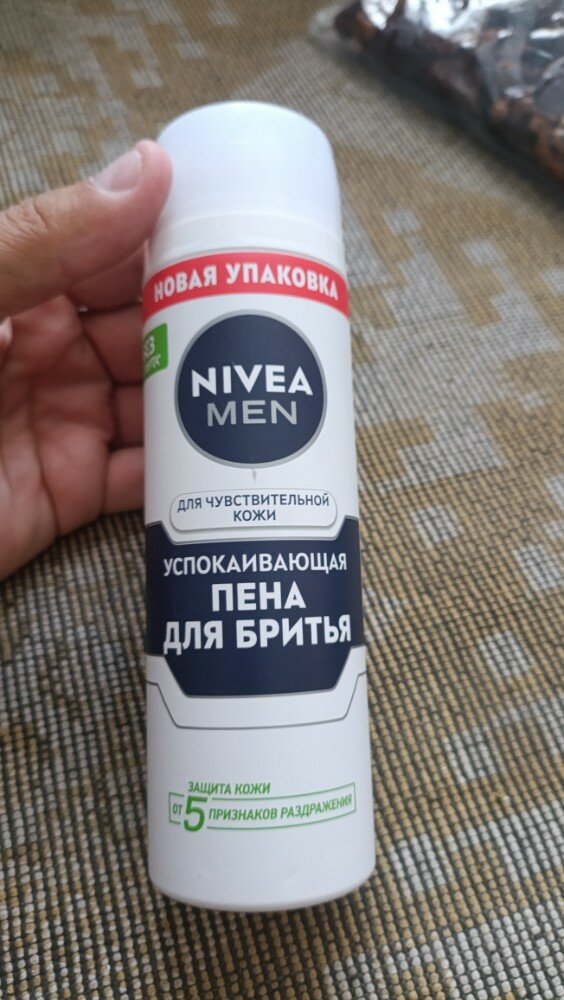 НОВАЯ УПАКОВКА
NIVEA
MEN
ДЛЯ ЧУВСТВИТЕЛЬНОЙ
КОЖИ
УСПОКАИВАЮЩАЯ
ПЕНА
ДЛЯ БРИТЬЯ
ЗАЩИТА КОЖИ
ОТ 5 ПРИЗНАКОВ РАЗДРАЖЕНИЯ